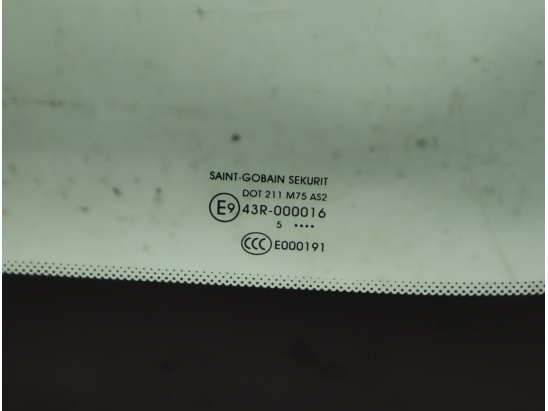 SAINT-GOBAIN SEKURIT
DOT 211 M75 AS2
E9 43R-000016
5 ••••
CCC E000191